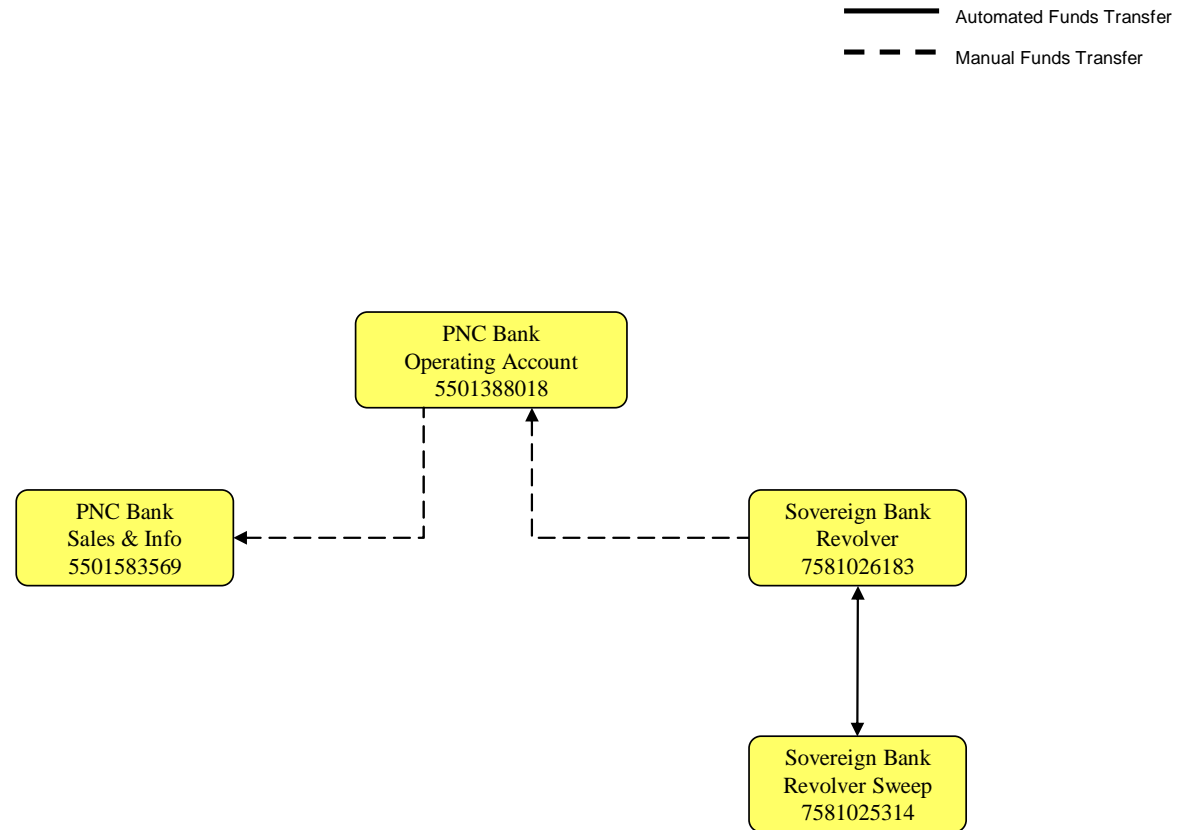 Automated Funds Transfer
Manual Funds Transfer
PNC Bank
Operating Account
5501388018
PNC Bank
Sales & Info
5501583569
Sovereign Bank
Revolver
7581026183
Sovereign Bank
Revolver Sweep
7581025314